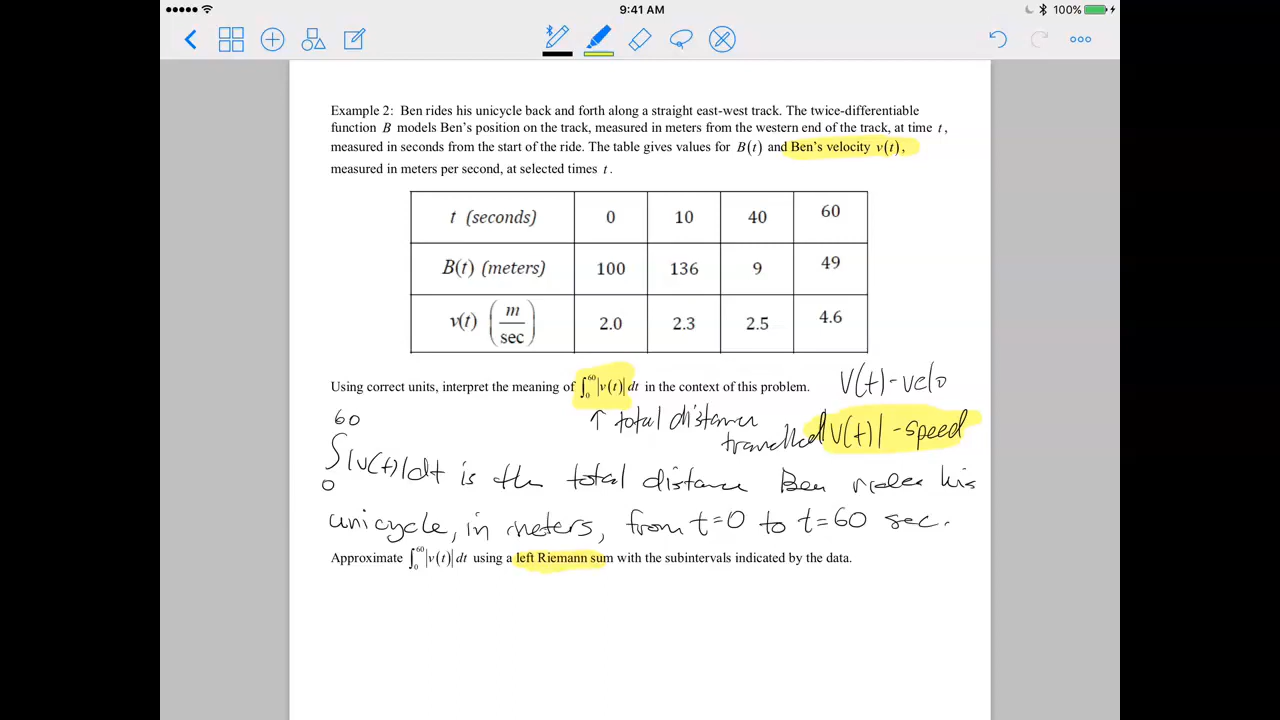 9:41 AM
100%
Example 2: Ben rides his unicycle back and forth along a straight east-west track. The twice-differentiable
function B models Ben's position on the track, measured in meters from the western end of the track, at time t,
measured in seconds from the start of the ride. The table gives values for B(t) and Ben's velocity v(t),
measured in meters per second, at selected times t.
t (seconds) 0 10 40 60
B(t) (meters) 100 136 9 49
v(t) (m/sec) 2.0 2.3 2.5 4.6
Using correct units, interpret the meaning of ∫₀⁶⁰|v(t)| dt in the context of this problem.
V(t) - velo
↑ total distance
travelled
|V(t)| - speed
∫₀⁶⁰ |v(t)| dt is the total distance Ben rides his
unicycle, in meters, from t=0 to t=60 sec.
Approximate ∫₀⁶⁰|v(t)| dt using a left Riemann sum with the subintervals indicated by the data.